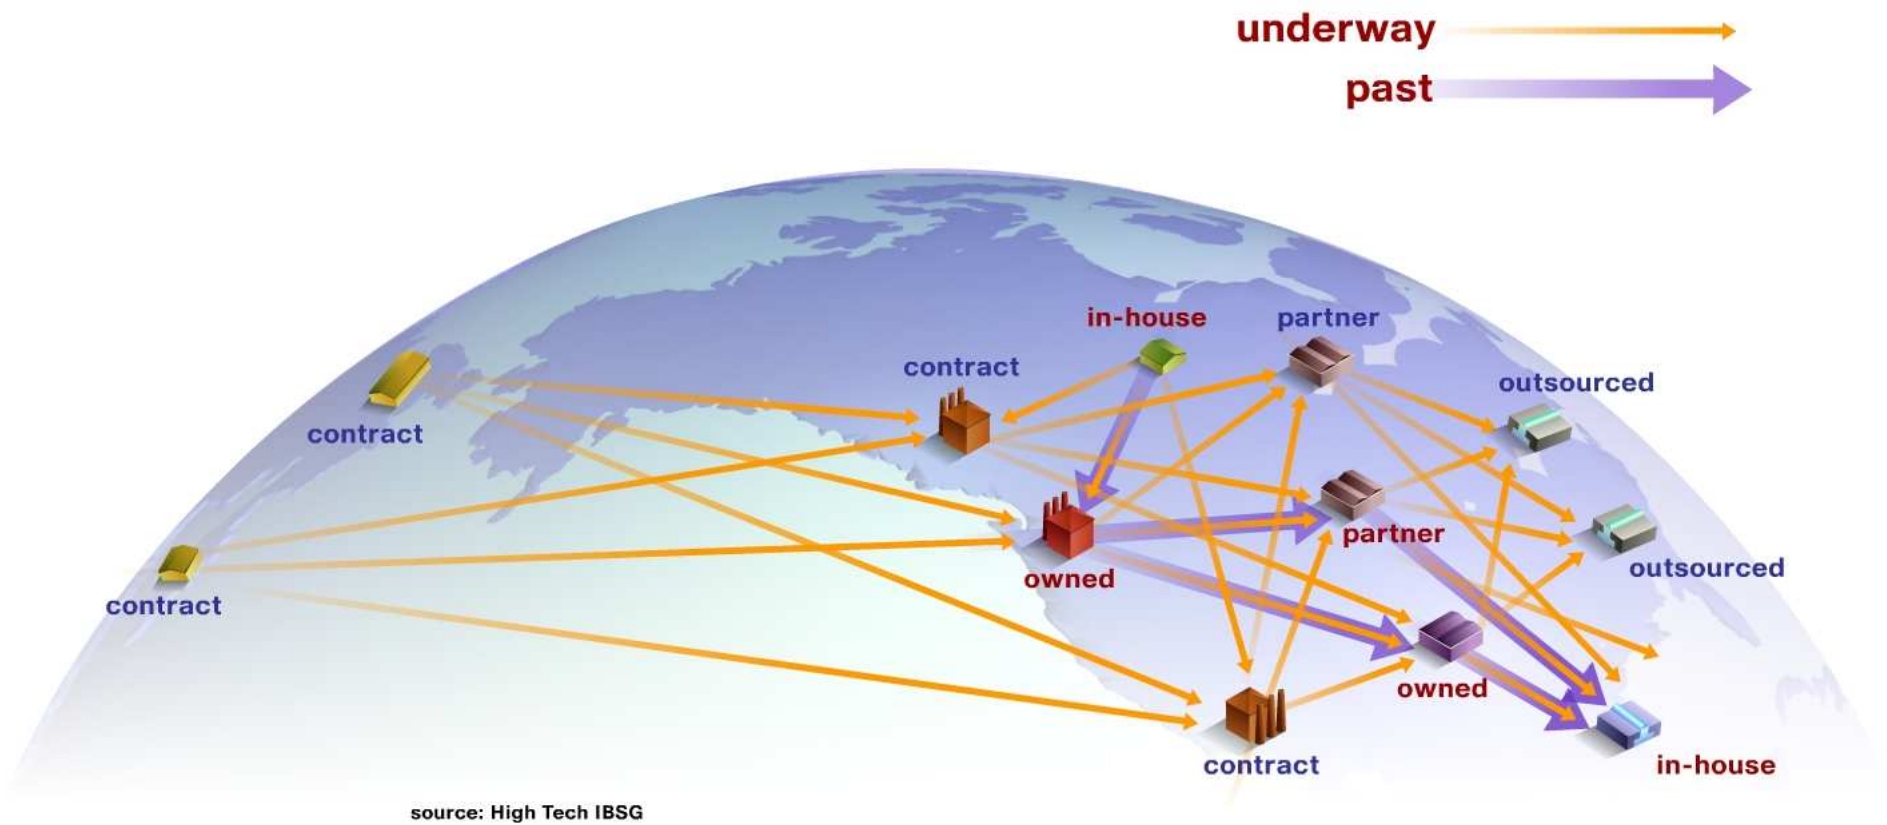 underway
past
in-house
partner
contract
outsourced
contract
partner
outsourced
owned
contract
owned
contract
in-house
source: High Tech IBSG